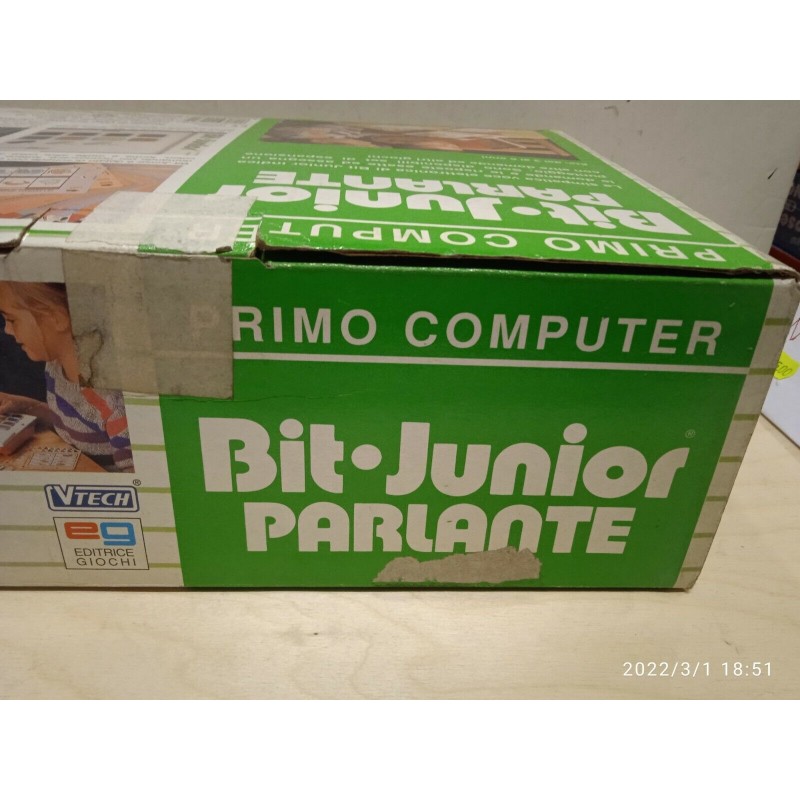 PRIMO COMPUTER
Bit•Junior
PARLANTE
PRIMO COMPUTER
Bit•Junior®
PARLANTE
VTECH®
eg
EDITRICE
GIOCHI
2022/3/1 18:51